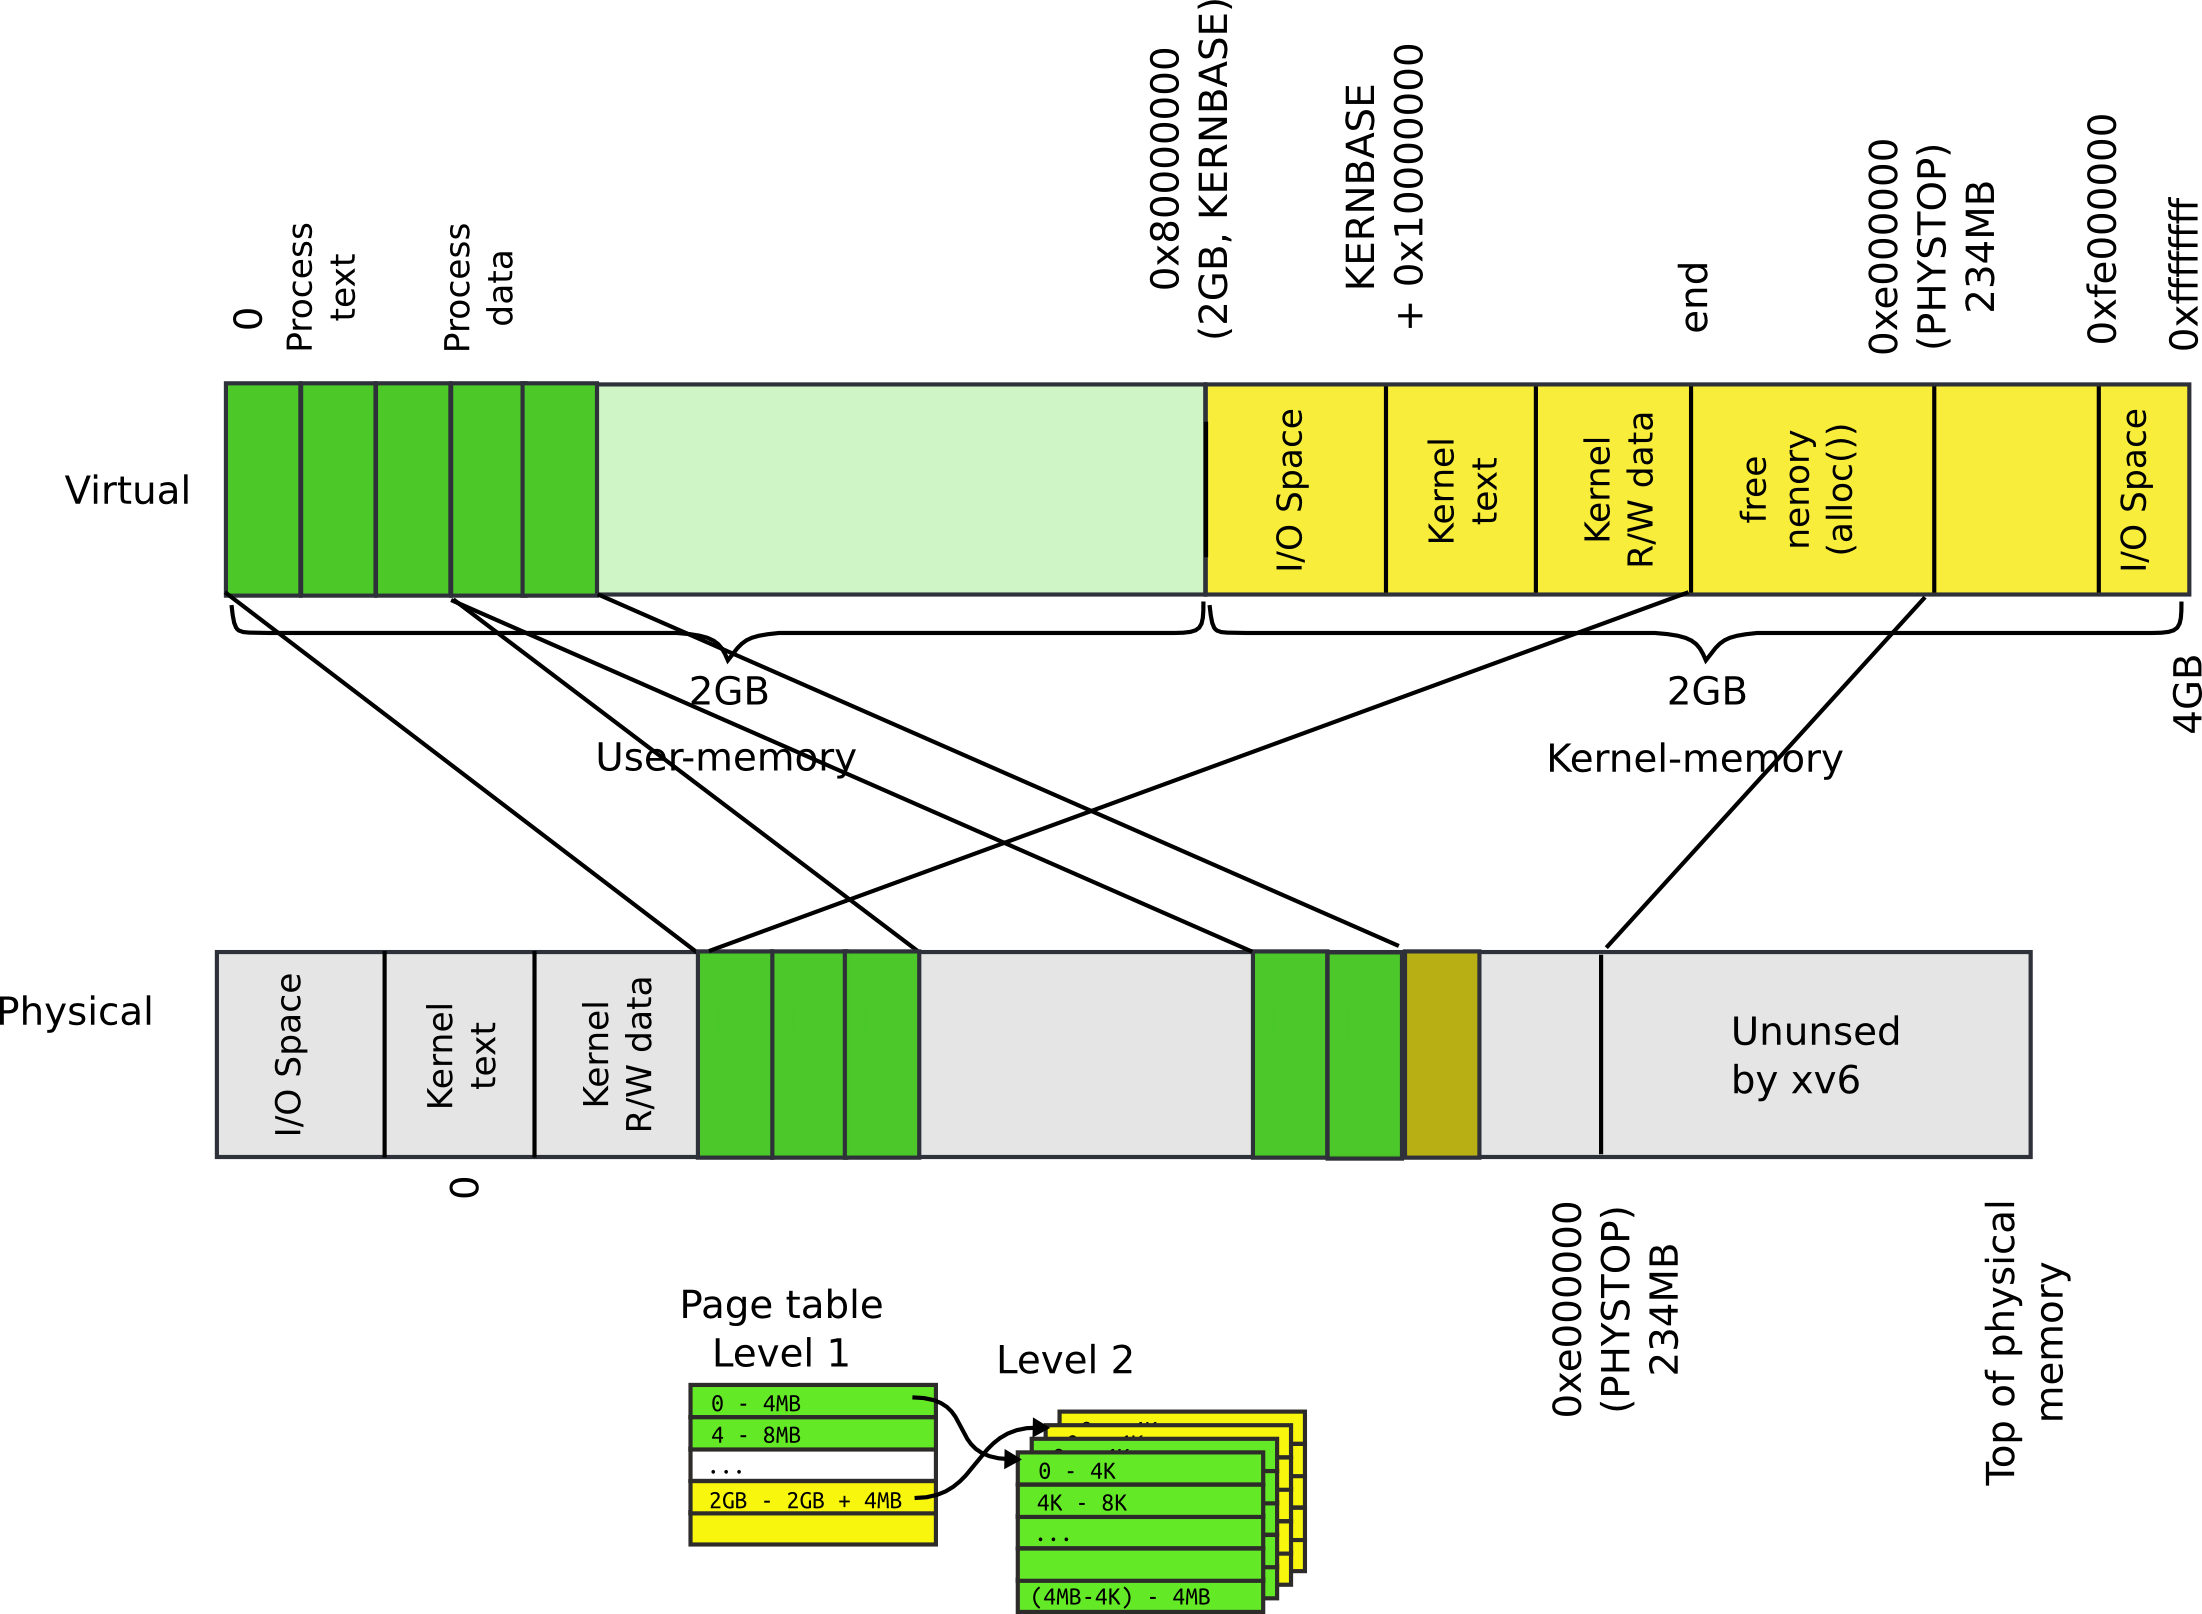 0
Process
text
Process
data
0x80000000
(2GB, KERNBASE)
KERNBASE
+ 0x100000
end
0xe000000
(PHYSTOP)
234MB
0xfe000000
0xffffffff
Virtual
I/O Space
Kernel
text
Kernel
R/W data
free
nenory
(alloc())
I/O Space
2GB
User-memory
2GB
Kernel-memory
4GB
Physical
I/O Space
Kernel
text
Kernel
R/W data
Ununsed
by xv6
0
0xe000000
(PHYSTOP)
234MB
Top of physical
memory
Page table
Level 1
0 - 4MB
4 - 8MB
...
2GB - 2GB + 4MB
Level 2
0 - 4K
4K - 8K
...
(4MB-4K) - 4MB